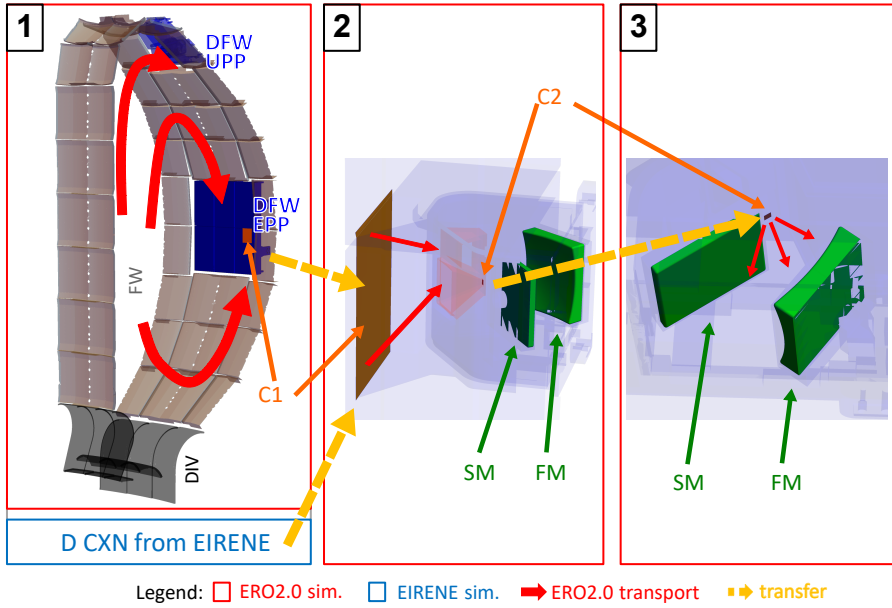 1
DFW
UPP
DFW
EPP
FW
C1
DIV
D CXN from EIRENE
2
C2
SM
FM
3
SM
FM
Legend: ERO2.0 sim. EIRENE sim. ERO2.0 transport transfer